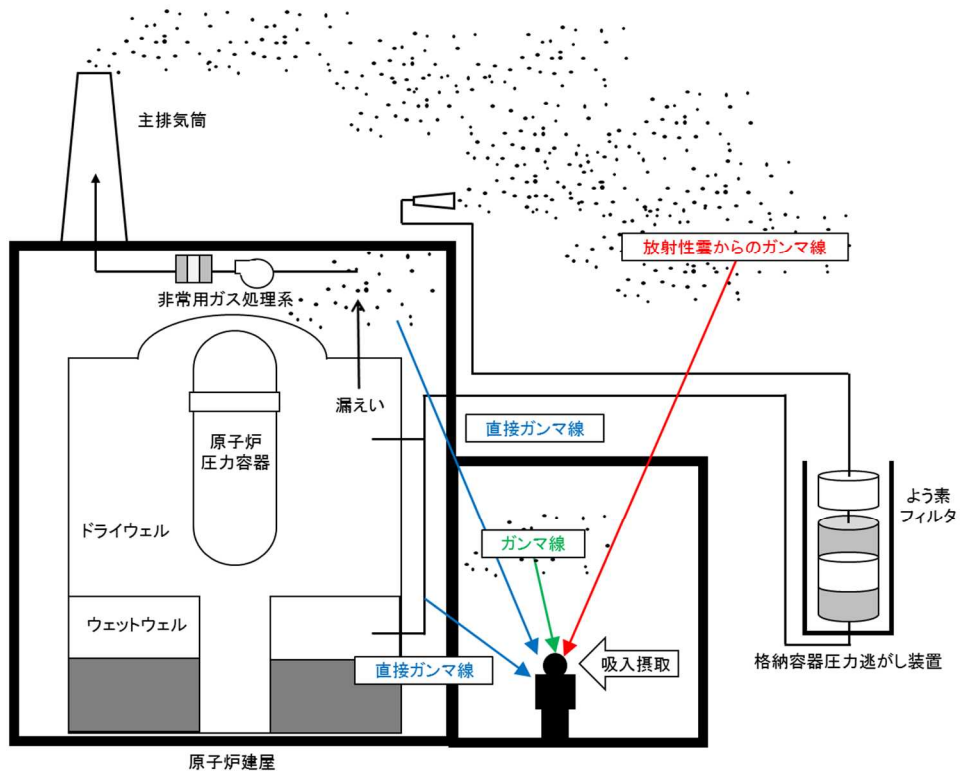 主排気筒
放射性雲からのガンマ線
非常用ガス処理系
漏えい
直接ガンマ線
原子炉
圧力容器
よう素
フィルタ
ドライウェル
ガンマ線
ウェットウェル
直接ガンマ線
吸入摂取
格納容器圧力逃がし装置
原子炉建屋